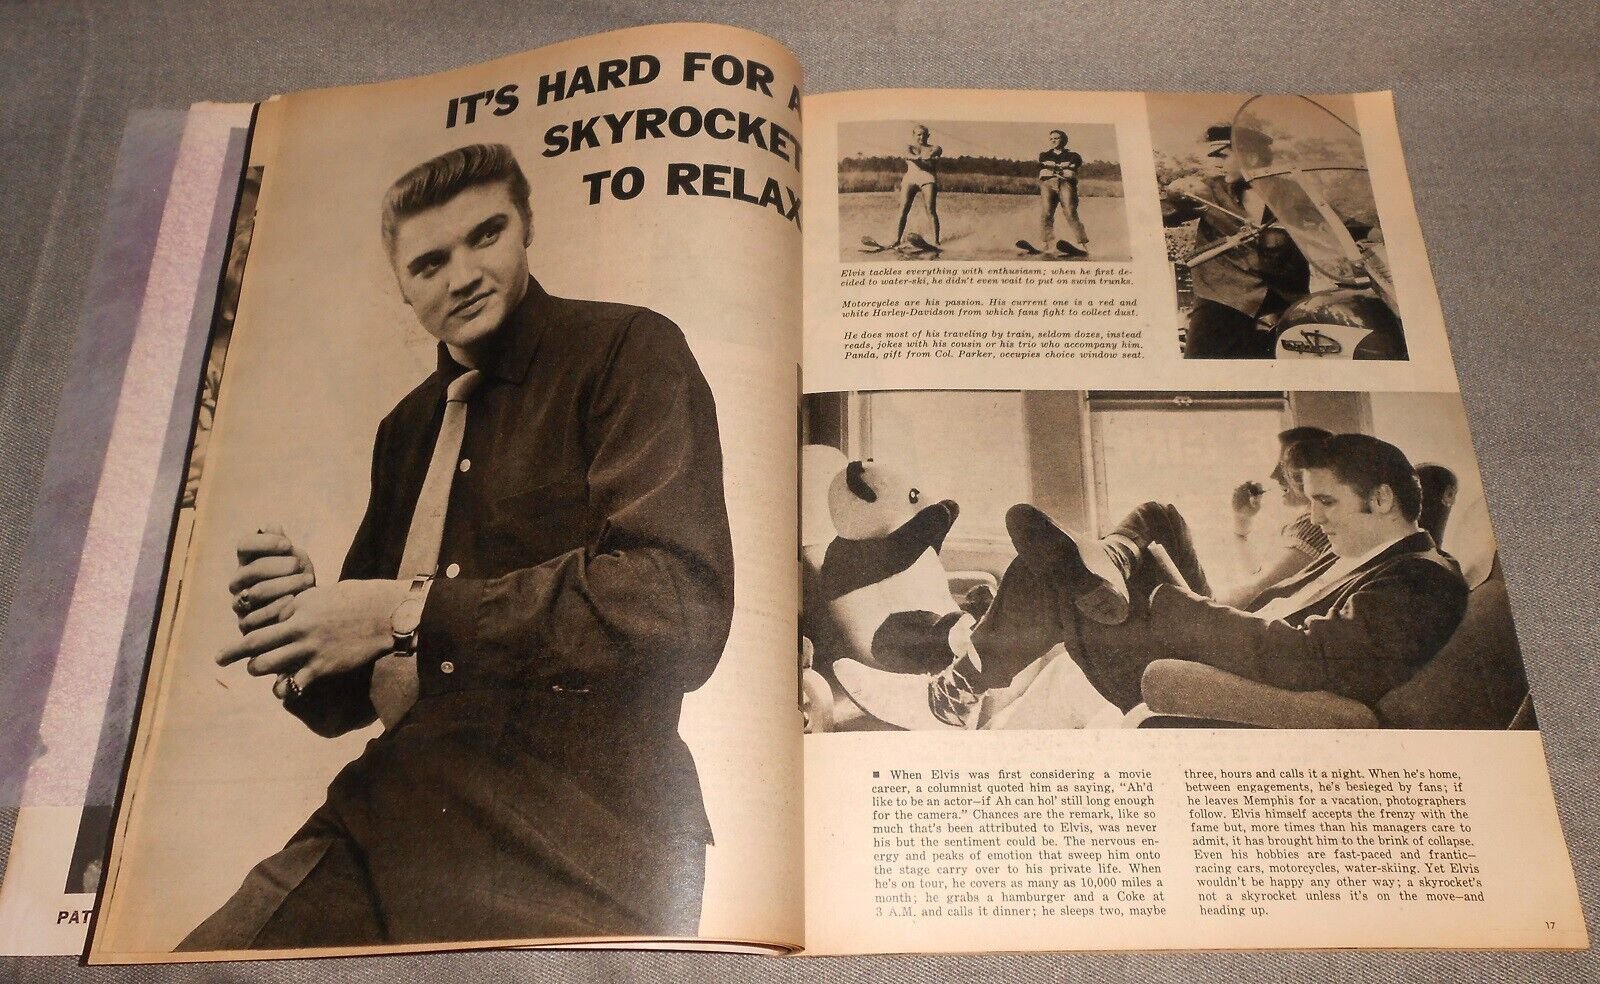 IT'S HARD FOR A
SKYROCKET
TO RELAX
Elvis tackles everything with enthusiasm; when he first de-
cided to water-ski, he didn't even wait to put on swim trunks.
Motorcycles are his passion. His current one is a red and
white Harley-Davidson from which fans fight to collect dust.
He does most of his traveling by train, seldom dozes, instead
reads, jokes with his cousin or his trio who accompany him.
Panda, gift from Col. Parker, occupies choice window seat.
■ When Elvis was first considering a movie
career, a columnist quoted him as saying, "Ah'd
like to be an actor—if Ah can hol' still long enough
for the camera." Chances are the remark, like so
much that's been attributed to Elvis, was never
his but the sentiment could be. The nervous en-
ergy and peaks of emotion that sweep him onto
the stage carry over to his private life. When
he's on tour, he covers as many as 10,000 miles a
month; he grabs a hamburger and a Coke at
3 A.M. and calls it dinner; he sleeps two, maybe
three, hours and calls it a night. When he's home,
between engagements, he's besieged by fans; if
he leaves Memphis for a vacation, photographers
follow. Elvis himself accepts the frenzy with the
fame but, more times than his managers care to
admit, it has brought him to the brink of collapse.
Even his hobbies are fast-paced and frantic—
racing cars, motorcycles, water-skiing. Yet Elvis
wouldn't be happy any other way; a skyrocket's
not a skyrocket unless it's on the move—and
heading up.
17
PAT